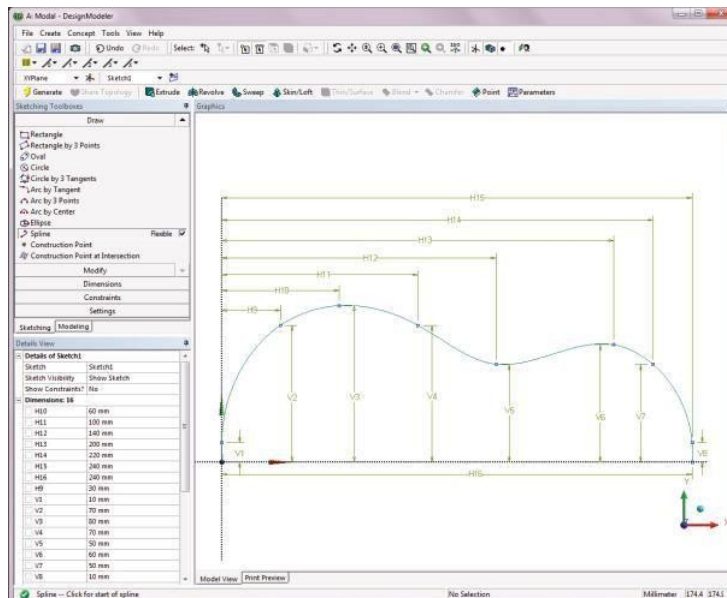 A: Modal - DesignModeler
File Create Concept Tools View Help
Undo Redo Select:
XYPlane Sketch1
Generate Share Topology Extrude Revolve Sweep Skin/Loft Thin/Surface Blend Chamfer Point Parameters
Sketching Toolboxes
Draw
Rectangle
Rectangle by 3 Points
Oval
Circle
Circle by 3 Tangents
Arc by Tangent
Arc by 3 Points
Arc by Center
Ellipse
Spline Flexible
Construction Point
Construction Point at Intersection
Modify
Dimensions
Constraints
Settings
Sketching Modeling
Details View
Details of Sketch1
Sketch Sketch1
Sketch Visibility Show Sketch
Show Constraints? No
Dimensions: 16
H10 60 mm
H11 100 mm
H12 140 mm
H13 200 mm
H14 220 mm
H15 240 mm
H16 240 mm
H9 30 mm
V1 10 mm
V2 70 mm
V3 80 mm
V4 70 mm
V5 50 mm
V6 60 mm
V7 50 mm
V8 10 mm
Graphics
H15
H14
H13
H12
H11
H10
H9
V1
V2
V3
V4
V5
V6
V7
V8
H16
Y
X
Model View Print Preview
Spline -- Click for start of spline No Selection Millimeter 174.4 174.